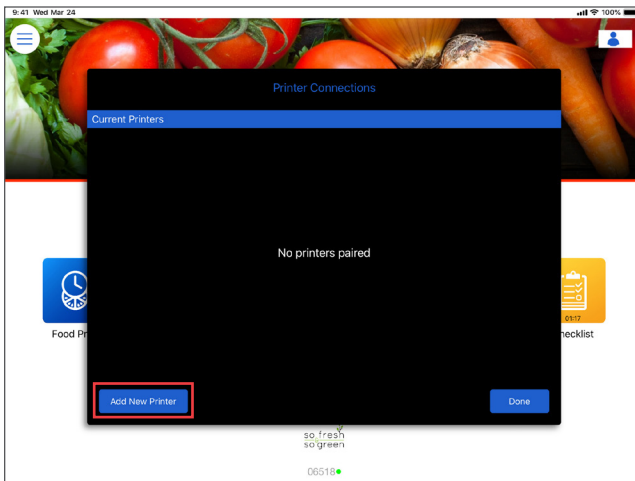 9:41 Wed Mar 24
100%
Printer Connections
Current Printers
No printers paired
01:17
Food Pr
hecklist
Add New Printer
Done
so fresh
so green
06518